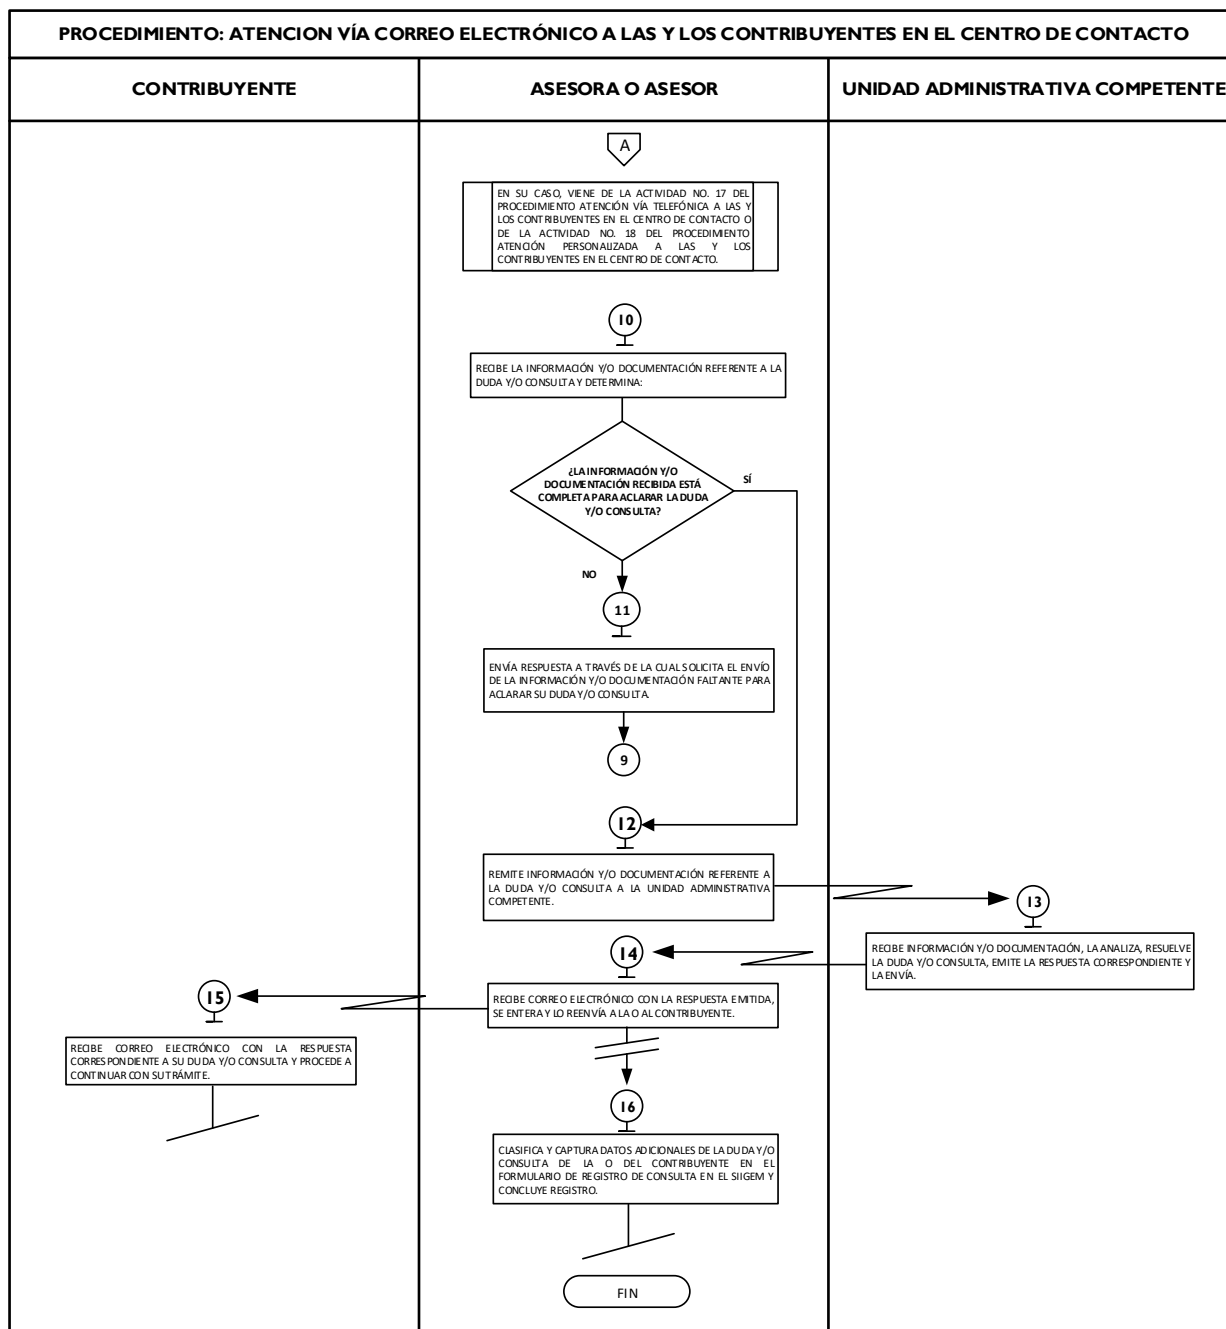 PROCEDIMIENTO: ATENCION VÍA CORREO ELECTRÓNICO A LAS Y LOS CONTRIBUYENTES EN EL CENTRO DE CONTACTO
CONTRIBUYENTE
ASESORA O ASESOR
UNIDAD ADMINISTRATIVA COMPETENTE
A
EN SU CASO, VIENE DE LA ACTIVIDAD NO. 17 DEL
PROCEDIMIENTO ATENCIÓN VÍA TELEFÓNICA A LAS Y
LOS CONTRIBUYENTES EN EL CENTRO DE CONTACTO O
DE LA ACTIVIDAD NO. 18 DEL PROCEDIMIENTO
ATENCIÓN PERSONALIZADA A LAS Y LOS
CONTRIBUYENTES EN EL CENTRO DE CONTACTO.
10
RECIBE LA INFORMACIÓN Y/O DOCUMENTACIÓN REFERENTE A LA
DUDA Y/O CONSULTA Y DETERMINA:
¿LA INFORMACIÓN Y/O
DOCUMENTACIÓN RECIBIDA ESTÁ
COMPLETA PARA ACLARAR LA DUDA
Y/O CONSULTA?
SÍ
NO
11
ENVÍA RESPUESTA A TRAVÉS DE LA CUAL SOLICITA EL ENVÍO
DE LA INFORMACIÓN Y/O DOCUMENTACIÓN FALTANTE PARA
ACLARAR SU DUDA Y/O CONSULTA.
9
12
REMITE INFORMACIÓN Y/O DOCUMENTACIÓN REFERENTE A
LA DUDA Y/O CONSULTA A LA UNIDAD ADMINISTRATIVA
COMPETENTE.
13
RECIBE INFORMACIÓN Y/O DOCUMENTACIÓN, LA ANALIZA, RESUELVE
LA DUDA Y/O CONSULTA, EMITE LA RESPUESTA CORRESPONDIENTE Y
LA ENVÍA.
14
RECIBE CORREO ELECTRÓNICO CON LA RESPUESTA EMITIDA,
SE ENTERA Y LO REENVÍA A LA O AL CONTRIBUYENTE.
15
RECIBE CORREO ELECTRÓNICO CON LA RESPUESTA
CORRESPONDIENTE A SU DUDA Y/O CONSULTA Y PROCEDE A
CONTINUAR CON SU TRÁMITE.
16
CLASIFICA Y CAPTURA DATOS ADICIONALES DE LA DUDA Y/O
CONSULTA DE LA O DEL CONTRIBUYENTE EN EL
FORMULARIO DE REGISTRO DE CONSULTA EN EL SIIGEM Y
CONCLUYE REGISTRO.
FIN